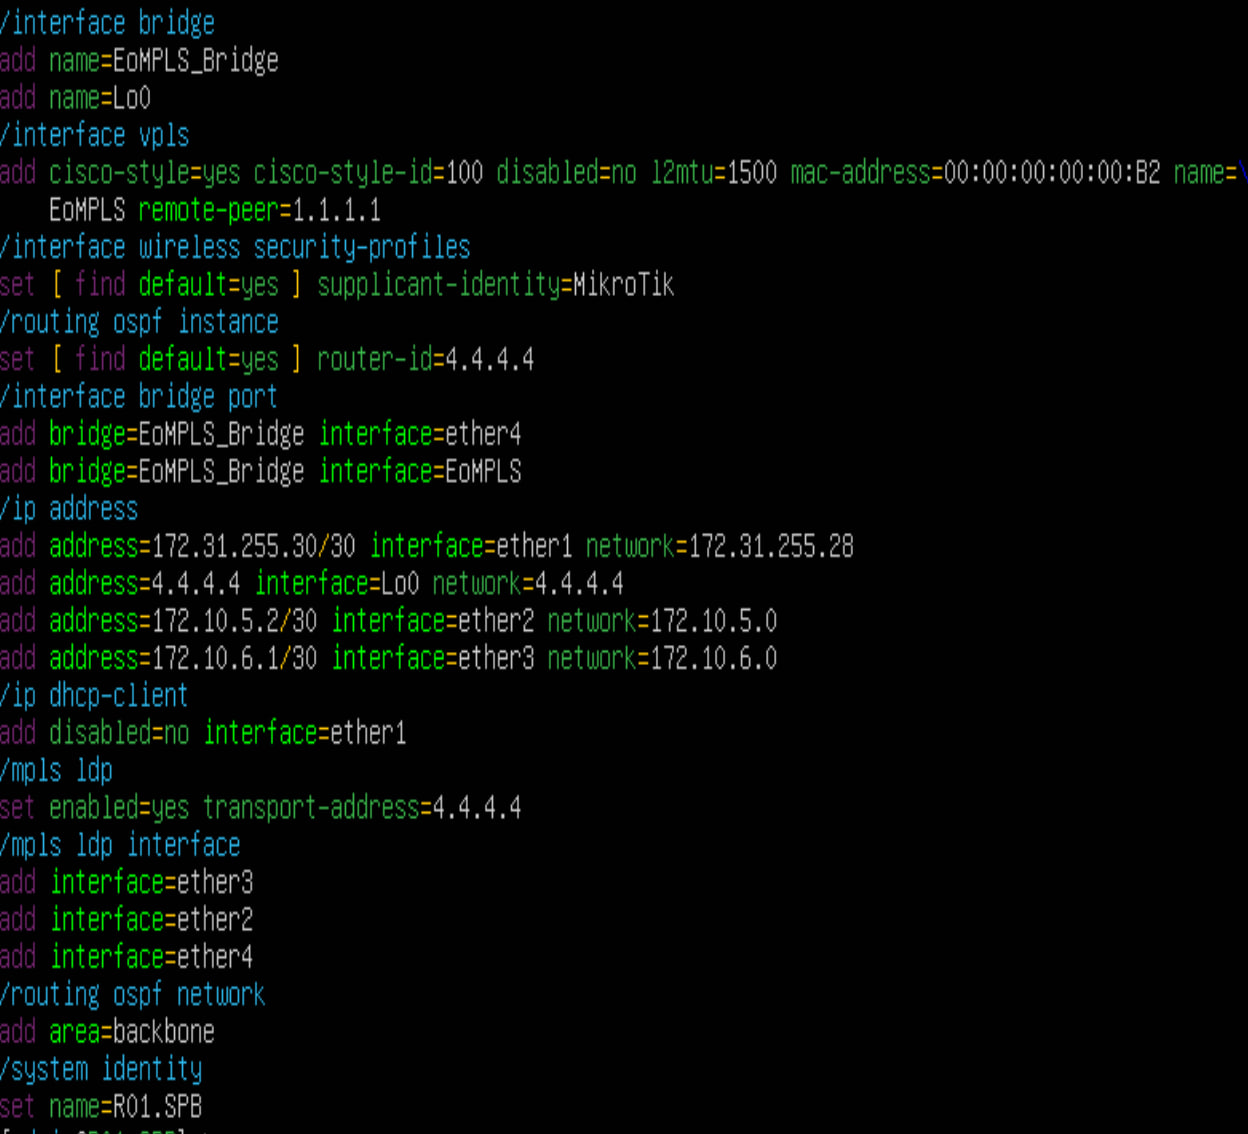 /interface bridge
add name=EoMPLS_Bridge
add name=Lo0
/interface vpls
add cisco-style=yes cisco-style-id=100 disabled=no l2mtu=1500 mac-address=00:00:00:00:00:B2 name=\
EoMPLS remote-peer=1.1.1.1
/interface wireless security-profiles
set [ find default=yes ] supplicant-identity=MikroTik
/routing ospf instance
set [ find default=yes ] router-id=4.4.4.4
/interface bridge port
add bridge=EoMPLS_Bridge interface=ether4
add bridge=EoMPLS_Bridge interface=EoMPLS
/ip address
add address=172.31.255.30/30 interface=ether1 network=172.31.255.28
add address=4.4.4.4 interface=Lo0 network=4.4.4.4
add address=172.10.5.2/30 interface=ether2 network=172.10.5.0
add address=172.10.6.1/30 interface=ether3 network=172.10.6.0
/ip dhcp-client
add disabled=no interface=ether1
/mpls ldp
set enabled=yes transport-address=4.4.4.4
/mpls ldp interface
add interface=ether3
add interface=ether2
add interface=ether4
/routing ospf network
add area=backbone
/system identity
set name=R01.SPB